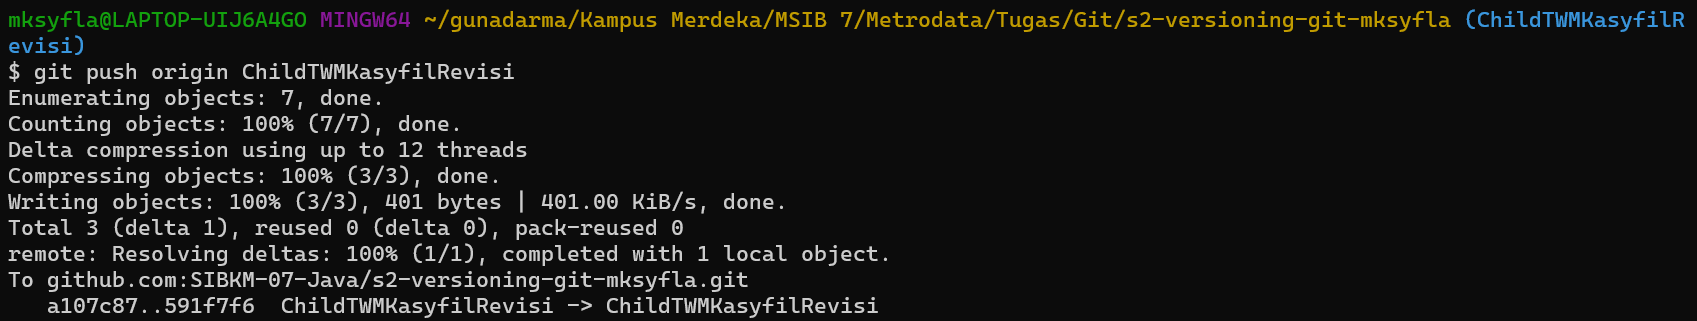 mksyfla@LAPTOP-UIJ6A4GO MINGW64 ~/gunadarma/Kampus Merdeka/MSIB 7/Metrodata/Tugas/Git/s2-versioning-git-mksyfla (ChildTWMKasyfilR
evisi)
$ git push origin ChildTWMKasyfilRevisi
Enumerating objects: 7, done.
Counting objects: 100% (7/7), done.
Delta compression using up to 12 threads
Compressing objects: 100% (3/3), done.
Writing objects: 100% (3/3), 401 bytes | 401.00 KiB/s, done.
Total 3 (delta 1), reused 0 (delta 0), pack-reused 0
remote: Resolving deltas: 100% (1/1), completed with 1 local object.
To github.com:SIBKM-07-Java/s2-versioning-git-mksyfla.git
   a107c87..591f7f6  ChildTWMKasyfilRevisi -> ChildTWMKasyfilRevisi